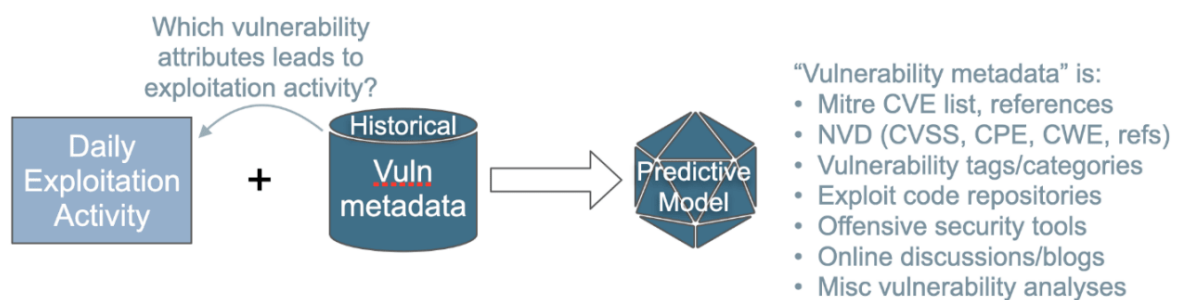 Which vulnerability
attributes leads to
exploitation activity?
Daily
Exploitation
Activity
+
Historical
Vuln
metadata
Predictive
Model
“Vulnerability metadata” is:
• Mitre CVE list, references
• NVD (CVSS, CPE, CWE, refs)
• Vulnerability tags/categories
• Exploit code repositories
• Offensive security tools
• Online discussions/blogs
• Misc vulnerability analyses